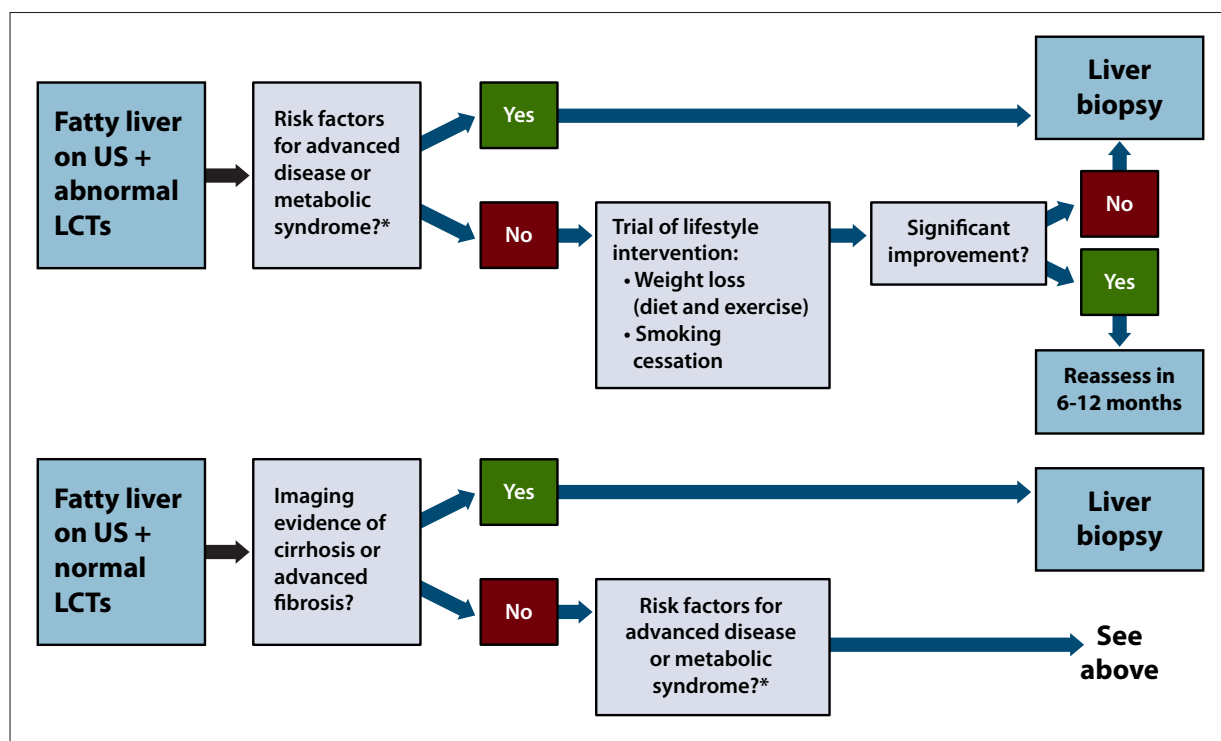 Fatty liver
on US +
abnormal
LCTs
Risk factors
for advanced
disease or
metabolic
syndrome?*
Yes
Liver
biopsy
No
Trial of lifestyle
intervention:
• Weight loss
(diet and exercise)
• Smoking
cessation
Significant
improvement?
No
Yes
Reassess in
6-12 months
Fatty liver
on US +
normal
LCTs
Imaging
evidence of
cirrhosis or
advanced
fibrosis?
Yes
Liver
biopsy
No
Risk factors for
advanced disease
or metabolic
syndrome?*
See
above